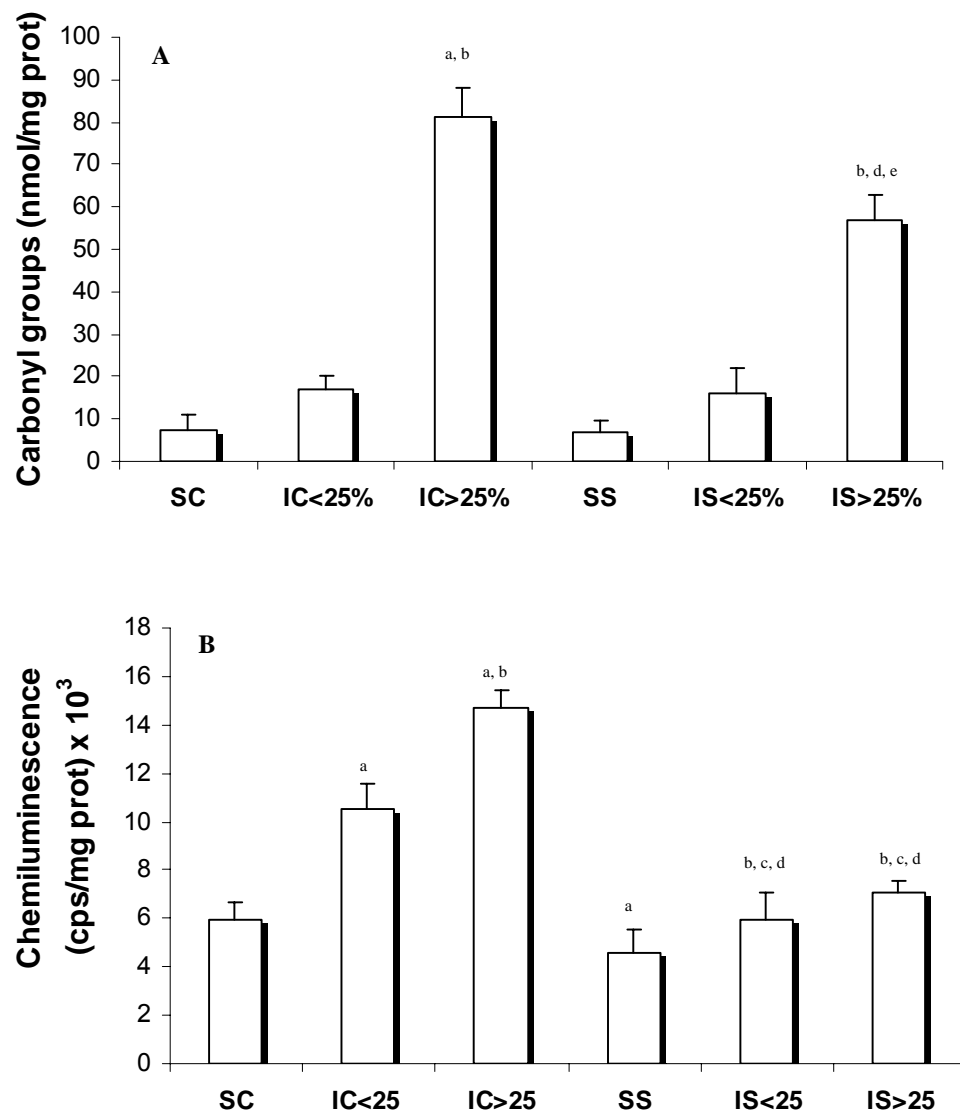 A
Carbonyl groups (nmol/mg prot)
100
90
80
70
60
50
40
30
20
10
0
a, b
b, d, e
SC IC<25% IC>25% SS IS<25% IS>25%
B
Chemiluminescence
(cps/mg prot) x 10³
18
16
14
12
10
8
6
4
2
0
a
a, b
a
b, c, d
b, c, d
SC IC<25 IC>25 SS IS<25 IS>25